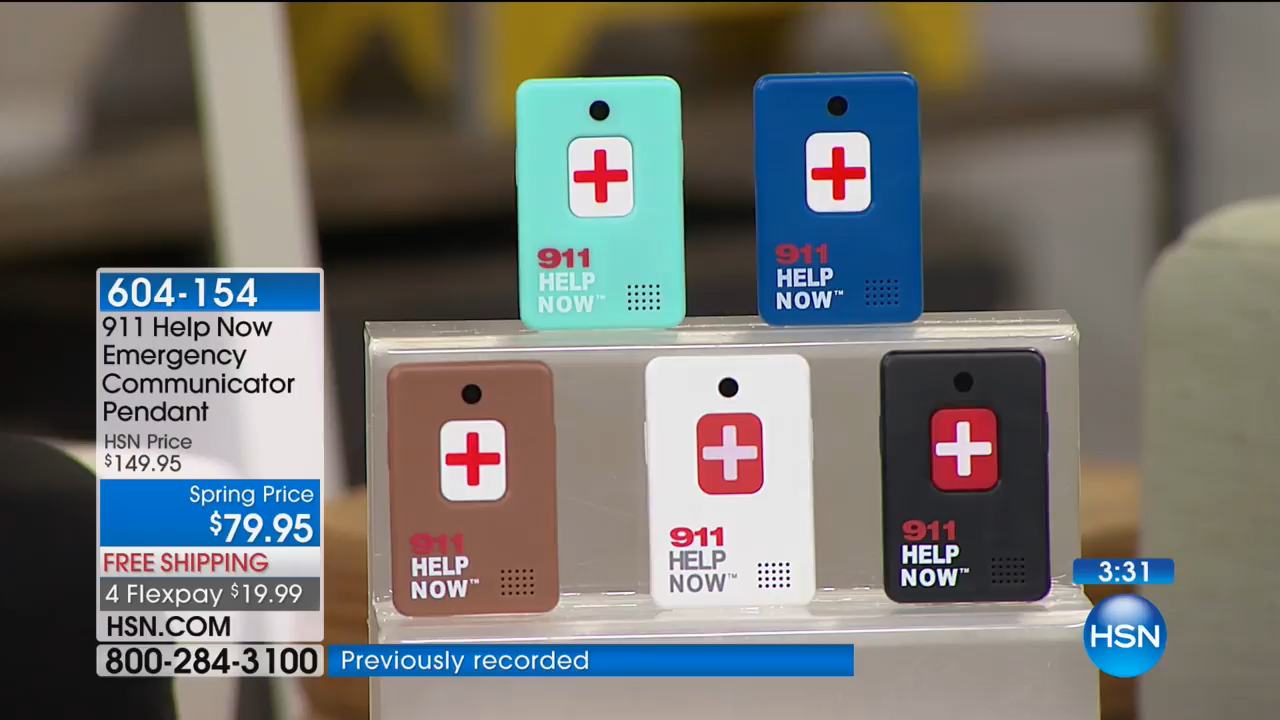 604-154
911 Help Now
Emergency
Communicator
Pendant
HSN Price
$149.95
Spring Price
$79.95
FREE SHIPPING
4 Flexpay $19.99
HSN.COM
800-284-3100
Previously recorded
911
HELP
NOW™
911
HELP
NOW™
911
HELP
NOW™
911
HELP
NOW™
911
HELP
NOW™
3:31
HSN